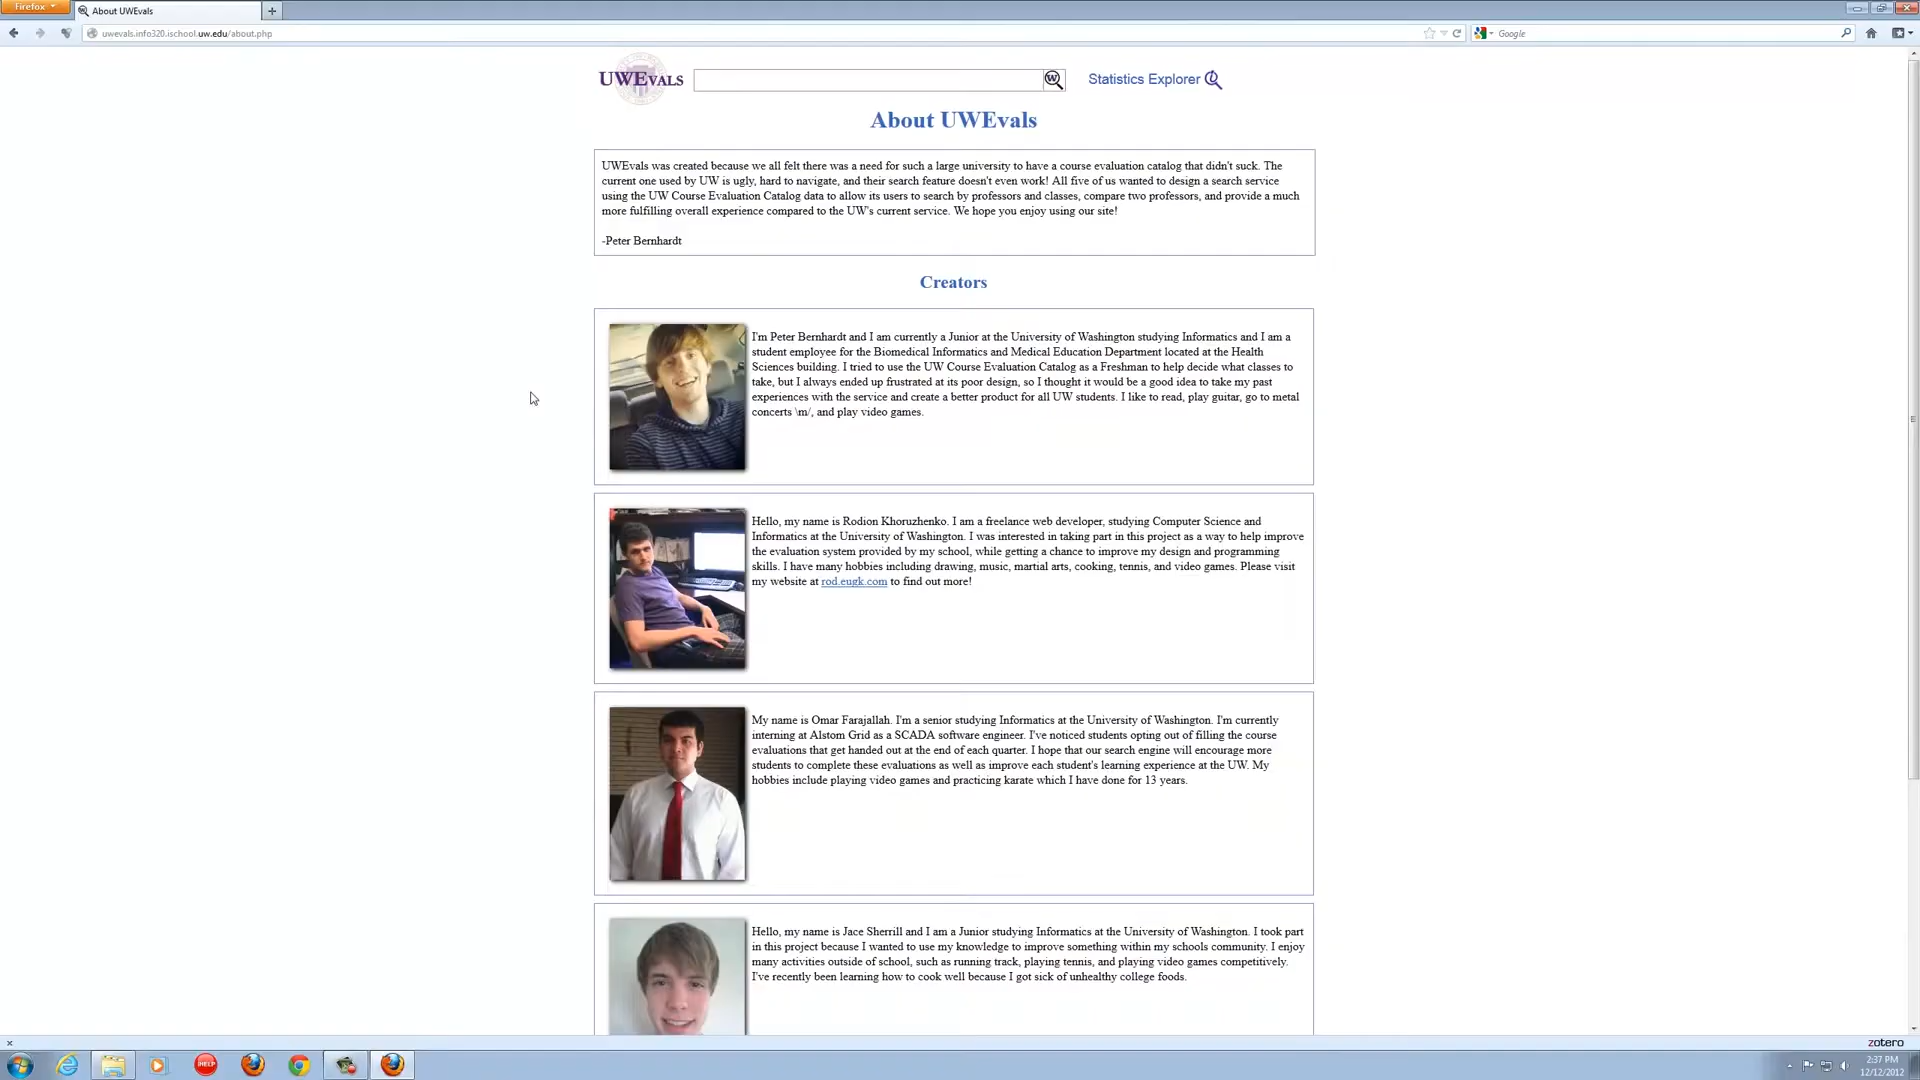 Firefox
About UWEvals
uwevals.info320.ischool.uw.edu/about.php
Google
UWEVALS
W
Statistics Explorer
About UWEvals
UWEvals was created because we all felt there was a need for such a large university to have a course evaluation catalog that didn't suck. The
current one used by UW is ugly, hard to navigate, and their search feature doesn't even work! All five of us wanted to design a search service
using the UW Course Evaluation Catalog data to allow its users to search by professors and classes, compare two professors, and provide a much
more fulfilling overall experience compared to the UW's current service. We hope you enjoy using our site!
-Peter Bernhardt
Creators
I'm Peter Bernhardt and I am currently a Junior at the University of Washington studying Informatics and I am a
student employee for the Biomedical Informatics and Medical Education Department located at the Health
Sciences building. I tried to use the UW Course Evaluation Catalog as a Freshman to help decide what classes to
take, but I always ended up frustrated at its poor design, so I thought it would be a good idea to take my past
experiences with the service and create a better product for all UW students. I like to read, play guitar, go to metal
concerts \m/, and play video games.
Hello, my name is Rodion Khoruzhenko. I am a freelance web developer, studying Computer Science and
Informatics at the University of Washington. I was interested in taking part in this project as a way to help improve
the evaluation system provided by my school, while getting a chance to improve my design and programming
skills. I have many hobbies including drawing, music, martial arts, cooking, tennis, and video games. Please visit
my website at rod.eugk.com to find out more!
My name is Omar Farajallah. I'm a senior studying Informatics at the University of Washington. I'm currently
interning at Alstom Grid as a SCADA software engineer. I've noticed students opting out of filling the course
evaluations that get handed out at the end of each quarter. I hope that our search engine will encourage more
students to complete these evaluations as well as improve each student's learning experience at the UW. My
hobbies include playing video games and practicing karate which I have done for 13 years.
Hello, my name is Jace Sherrill and I am a Junior studying Informatics at the University of Washington. I took part
in this project because I wanted to use my knowledge to improve something within my schools community. I enjoy
many activities outside of school, such as running track, playing tennis, and playing video games competitively.
I've recently been learning how to cook well because I got sick of unhealthy college foods.
zotero
HELP
2:37 PM
12/12/2012